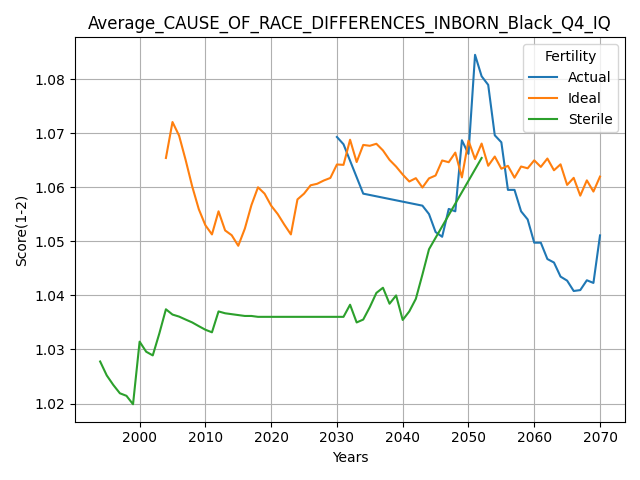 Average_CAUSE_OF_RACE_DIFFERENCES_INBORN_Black_Q4_IQ
Fertility
Actual
Ideal
Sterile
Score(1-2)
1.08
1.07
1.06
1.05
1.04
1.03
1.02
2000 2010 2020 2030 2040 2050 2060 2070
Years